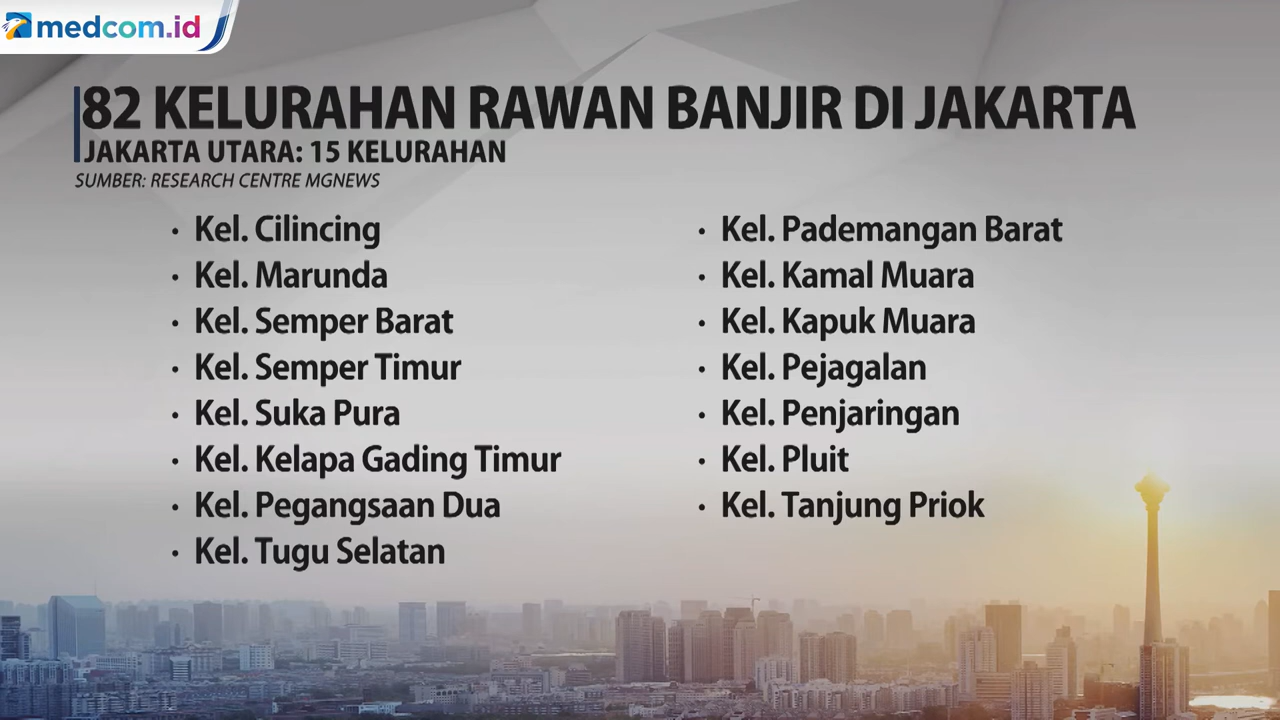 medcom.id
82 KELURAHAN RAWAN BANJIR DI JAKARTA
JAKARTA UTARA: 15 KELURAHAN
SUMBER: RESEARCH CENTRE MGNEWS
• Kel. Cilincing
• Kel. Marunda
• Kel. Semper Barat
• Kel. Semper Timur
• Kel. Suka Pura
• Kel. Kelapa Gading Timur
• Kel. Pegangsaan Dua
• Kel. Tugu Selatan
• Kel. Pademangan Barat
• Kel. Kamal Muara
• Kel. Kapuk Muara
• Kel. Pejagalan
• Kel. Penjaringan
• Kel. Pluit
• Kel. Tanjung Priok